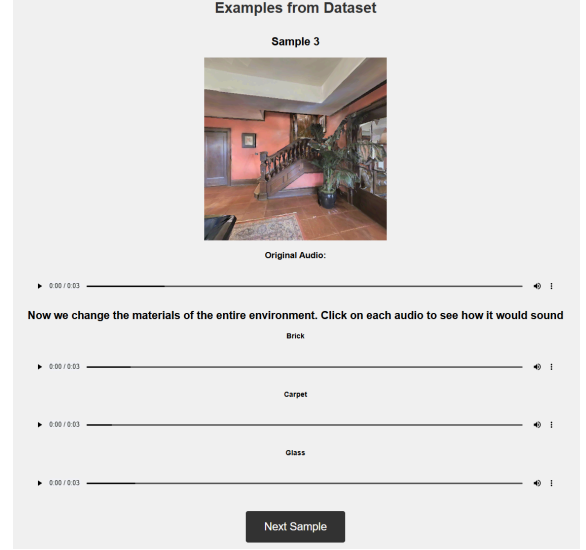 Examples from Dataset
Sample 3
Original Audio:
0:00 / 0:03
Now we change the materials of the entire environment. Click on each audio to see how it would sound
Brick
0:00 / 0:03
Carpet
0:00 / 0:03
Glass
0:00 / 0:03
Next Sample